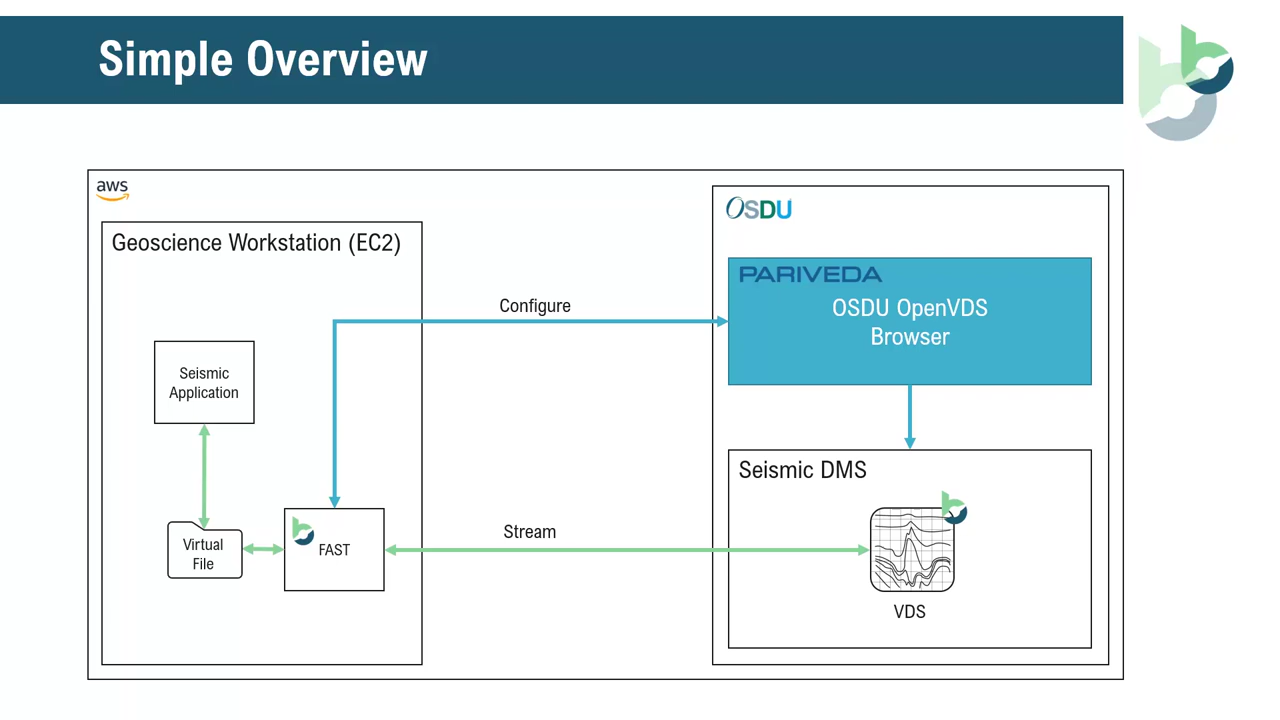 Simple Overview
aws
OSDU
Geoscience Workstation (EC2)
PARIVEDA
OSDU OpenVDS
Browser
Configure
Seismic
Application
Seismic DMS
Stream
Virtual
File
FAST
VDS